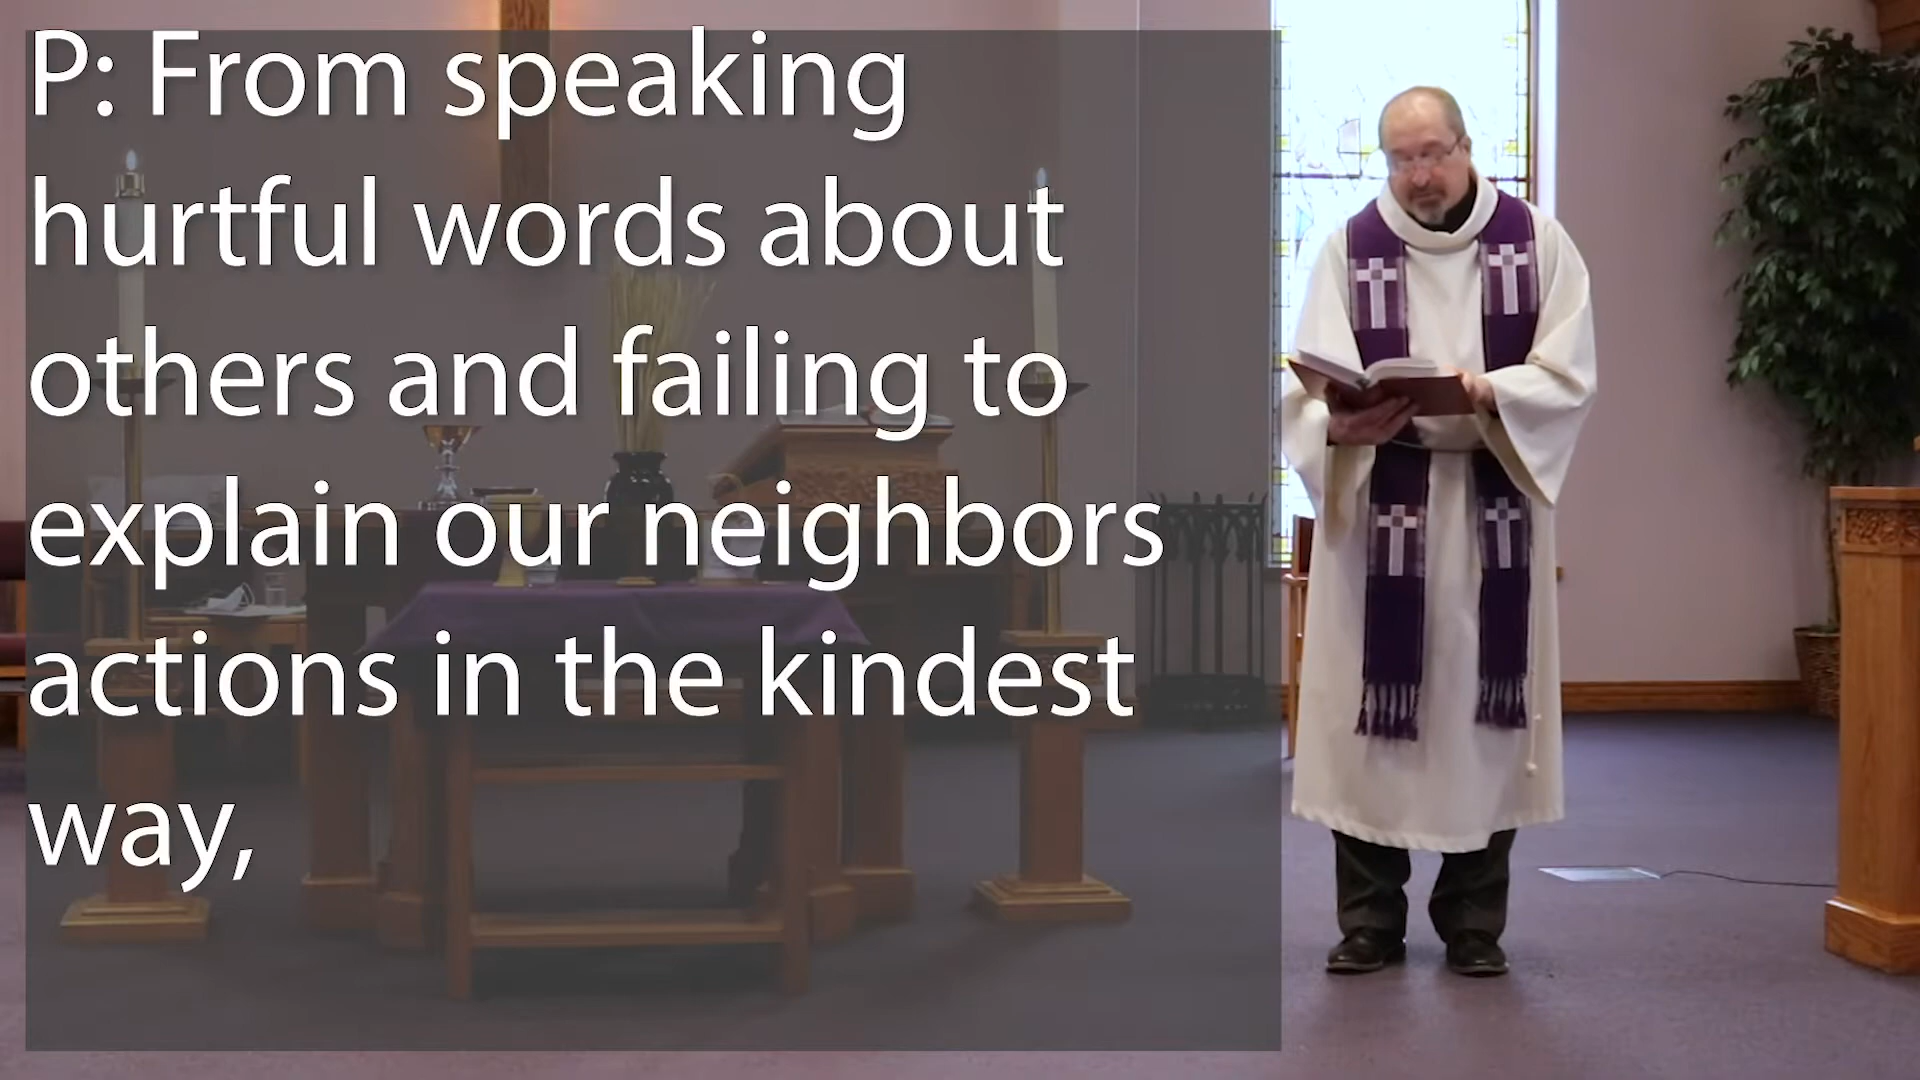 P: From speaking
hurtful words about
others and failing to
explain our neighbors
actions in the kindest
way,